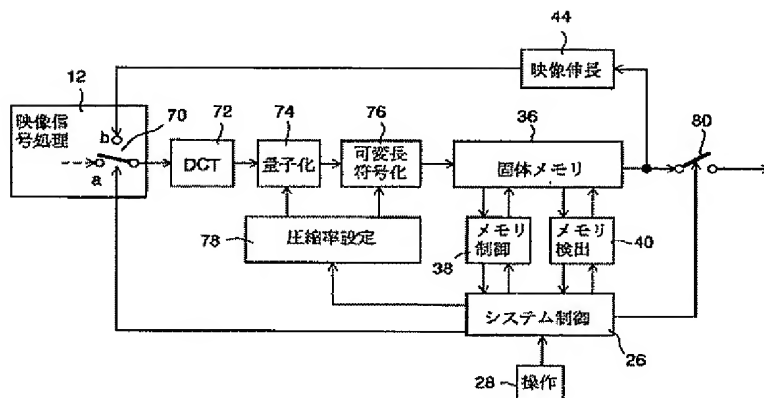 44
映像伸長
12
映像信
号処理
b
70
a
72
DCT
74
量子化
76
可変長
符号化
36
固体メモリ
80
78
圧縮率設定
メモリ
制御
38
メモリ
検出
40
システム制御
26
28
操作